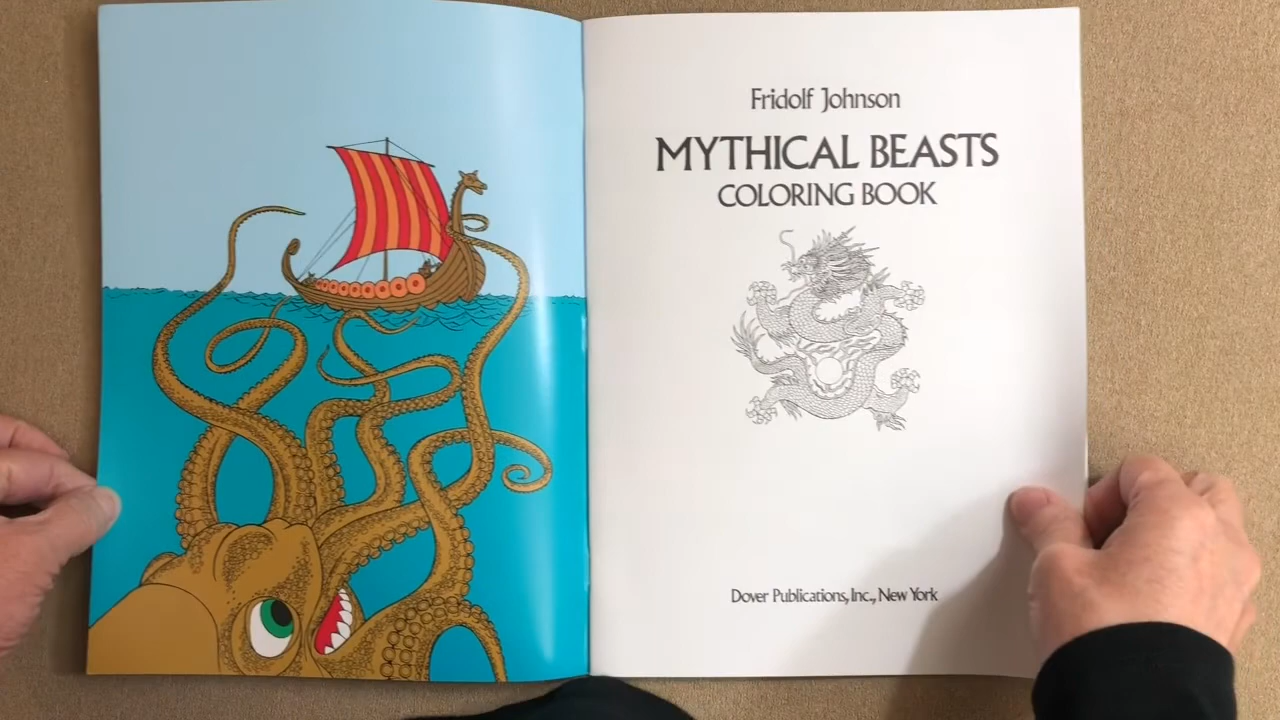 Fridolf Johnson
MYTHICAL BEASTS
COLORING BOOK
Dover Publications, Inc., New York